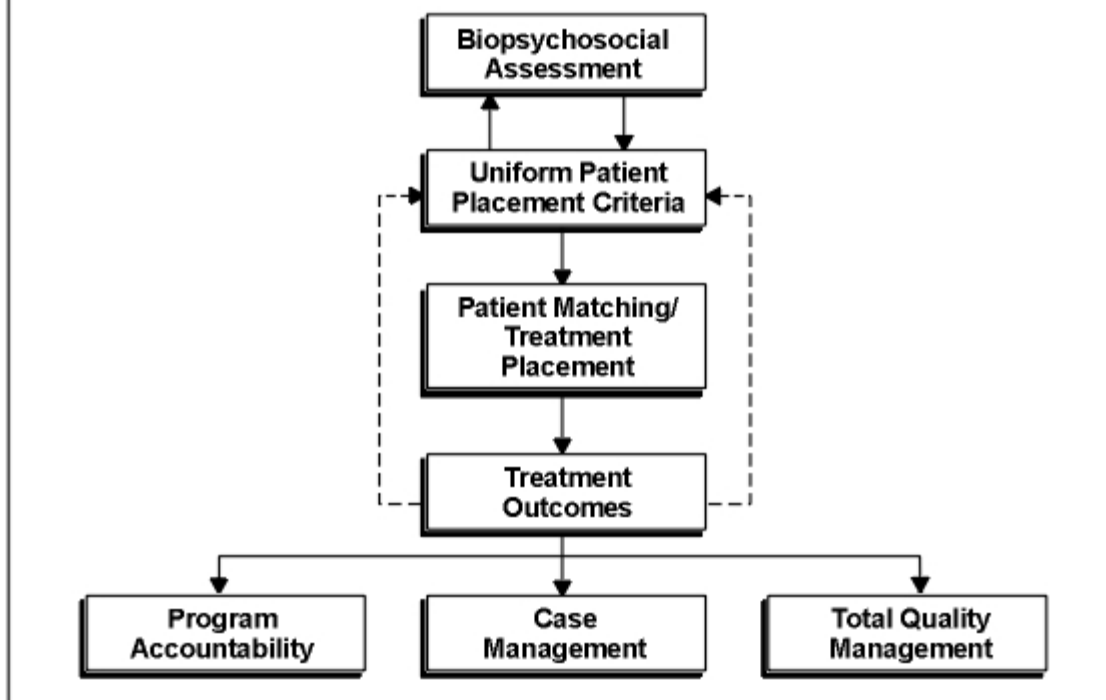 Biopsychosocial
Assessment
Uniform Patient
Placement Criteria
Patient Matching/
Treatment
Placement
Treatment
Outcomes
Program
Accountability
Case
Management
Total Quality
Management